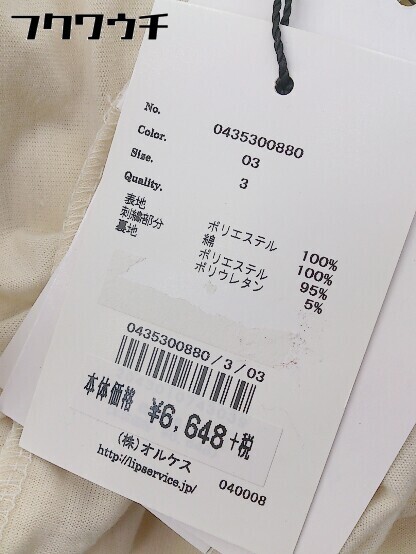 フクワウチ
No. 0435300880
Color. 03
Size. 3
Quality.
表地 ポリエステル 100%
刺繍部分 綿 100%
裏地 ポリエステル 95%
ポリウレタン 5%
0435300880/3/03
本体価格 ¥6,648+税
(株)オルケス
http://lipservice.jp/ 040008